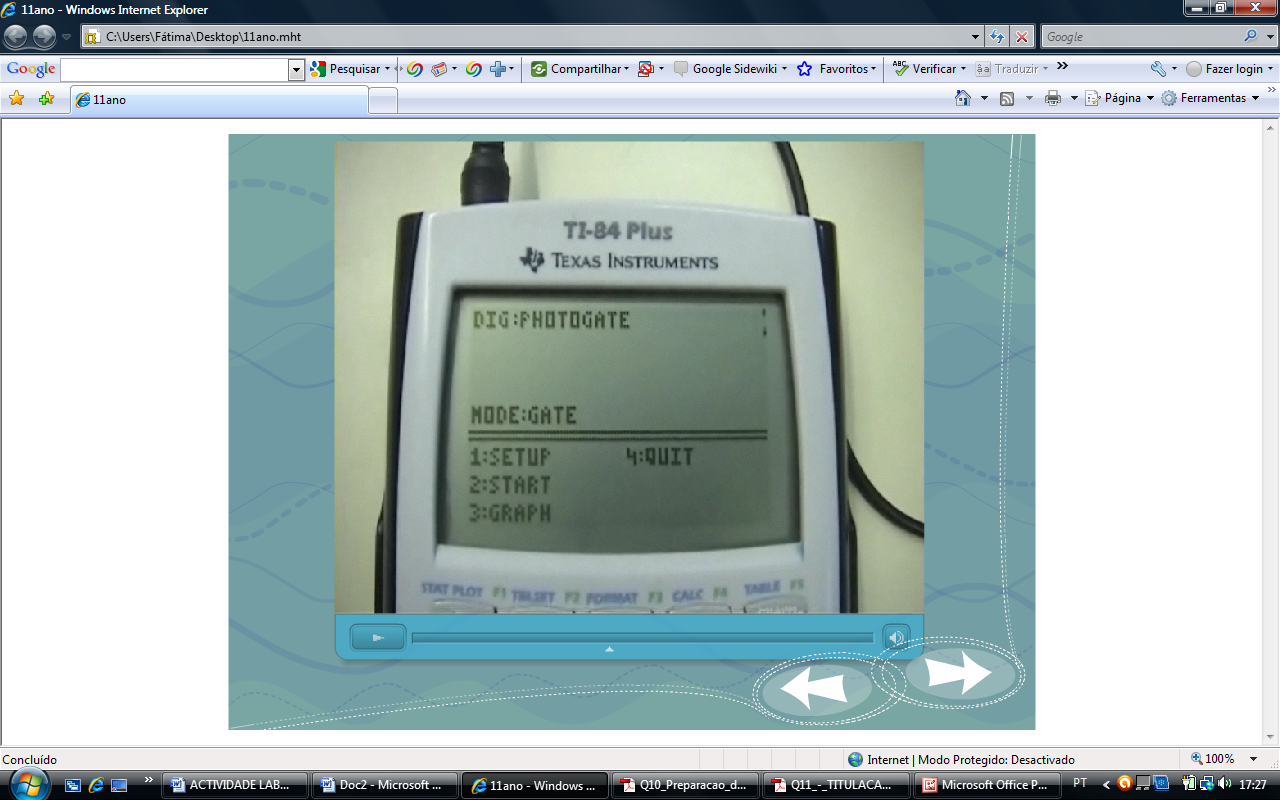 11ano - Windows Internet Explorer
C:\Users\Fátima\Desktop\11ano.mht
Google
Google Pesquisar Compartilhar Google Sidewiki Favoritos ABC Verificar Traduzir Fazer login
11ano
Página Ferramentas
TI-84 Plus
TEXAS INSTRUMENTS
DIG:PHOTOGATE
MODE:GATE
1:SETUP 4:QUIT
2:START
3:GRAPH
STAT PLOT F1 TBLSET F2 FORMAT F3 CALC F4 TABLE F5
Concluído
Internet | Modo Protegido: Desactivado
100%
ACTIVIDADE LAB...
Doc2 - Microsoft ...
11ano - Windows ...
Q10_Preparacao_d...
Q11_-_TITULACA...
Microsoft Office P...
PT
17:27